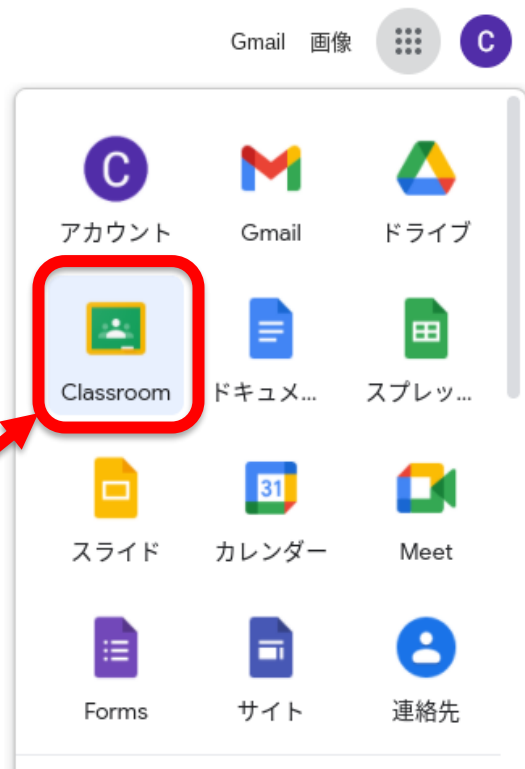 Gmail 画像 C
C
アカウント Gmail ドライブ
Classroom ドキュメ... スプレッ...
31
スライド カレンダー Meet
Forms サイト 連絡先